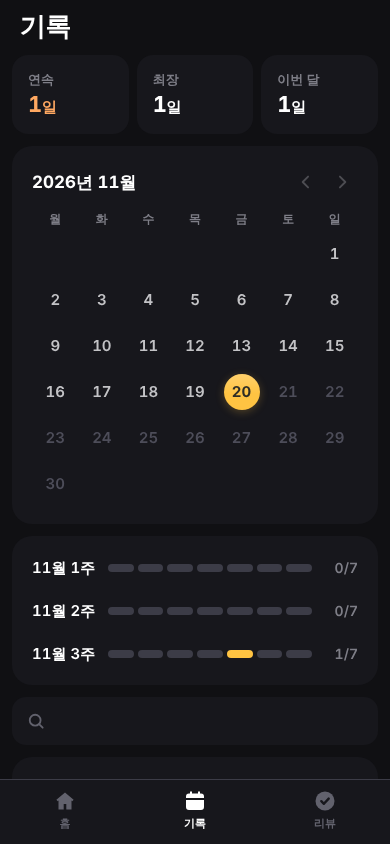 기록
연속 최장 이번 달
1일 1일 1일
2026년 11월
월 화 수 목 금 토 일
1
2 3 4 5 6 7 8
9 10 11 12 13 14 15
16 17 18 19 20 21 22
23 24 25 26 27 28 29
30
11월 1주 0/7
11월 2주 0/7
11월 3주 1/7
홈 기록 리뷰